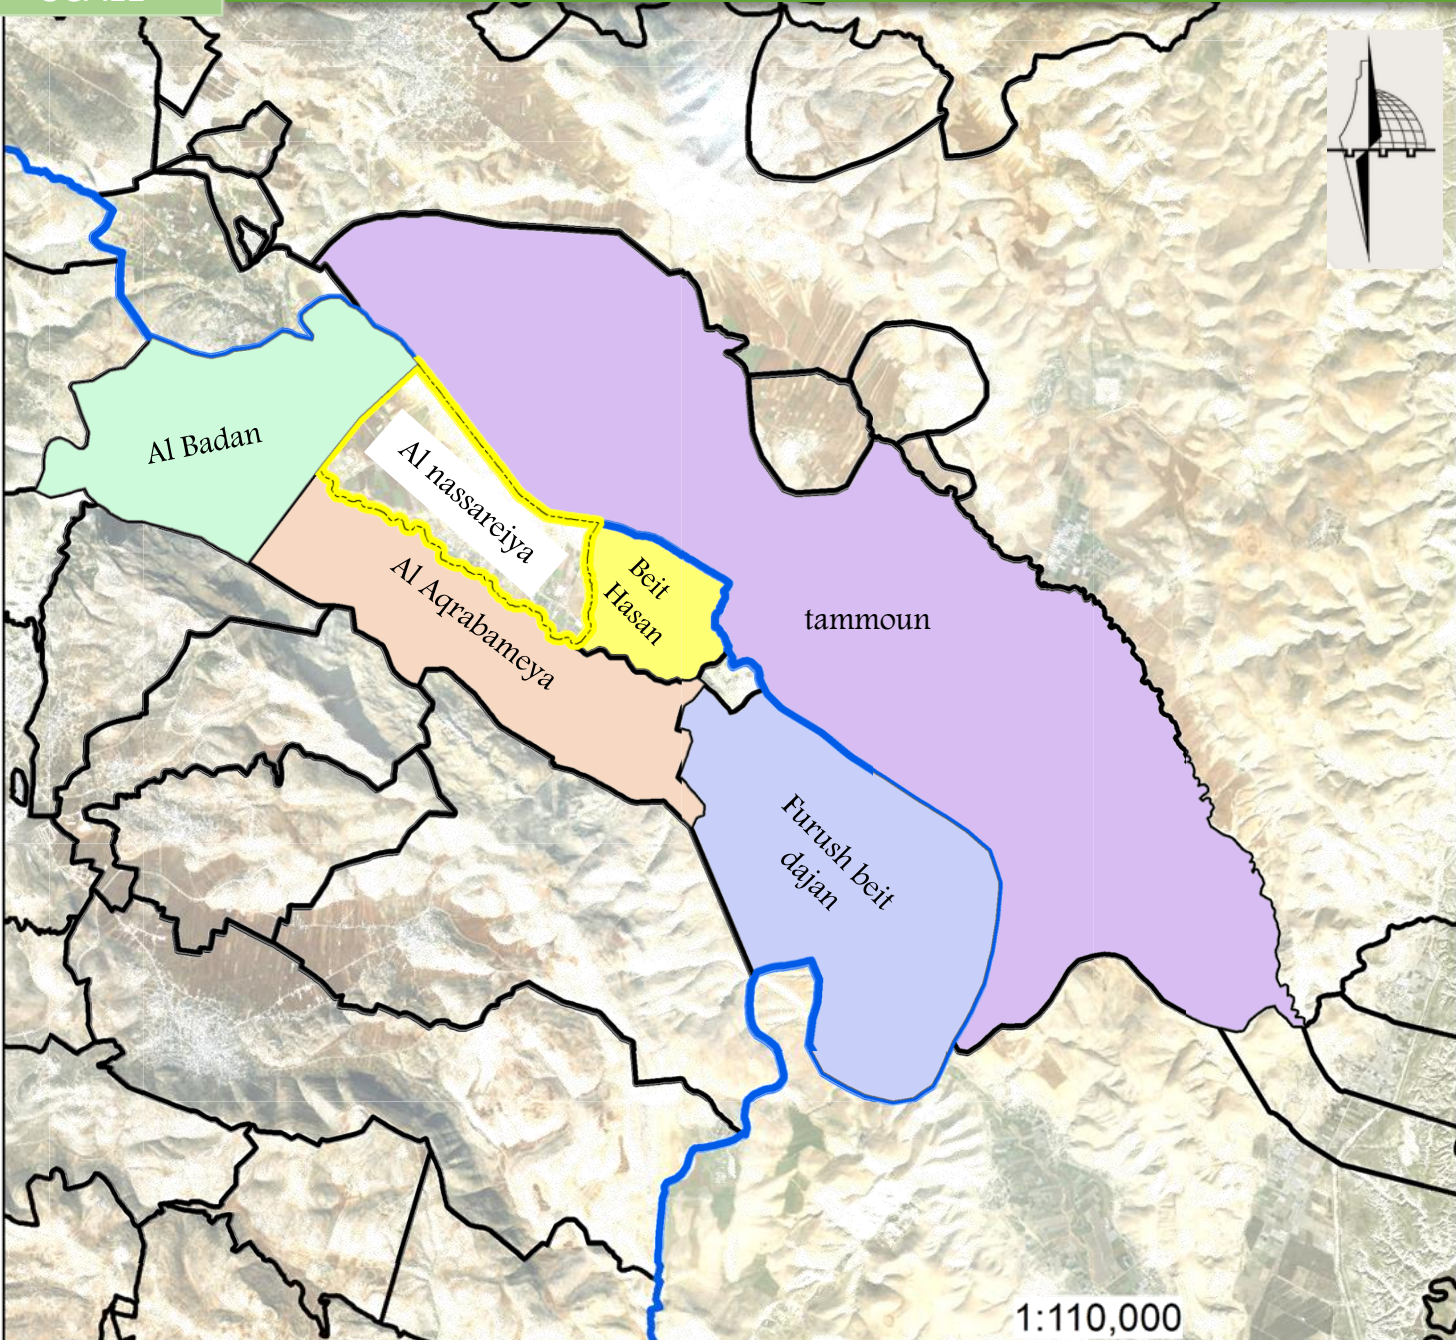 Al Badan
Al nassareiya
Al Aqrabameya
Beit
Hasan
tammoun
Furush beit
dajan
1:110,000